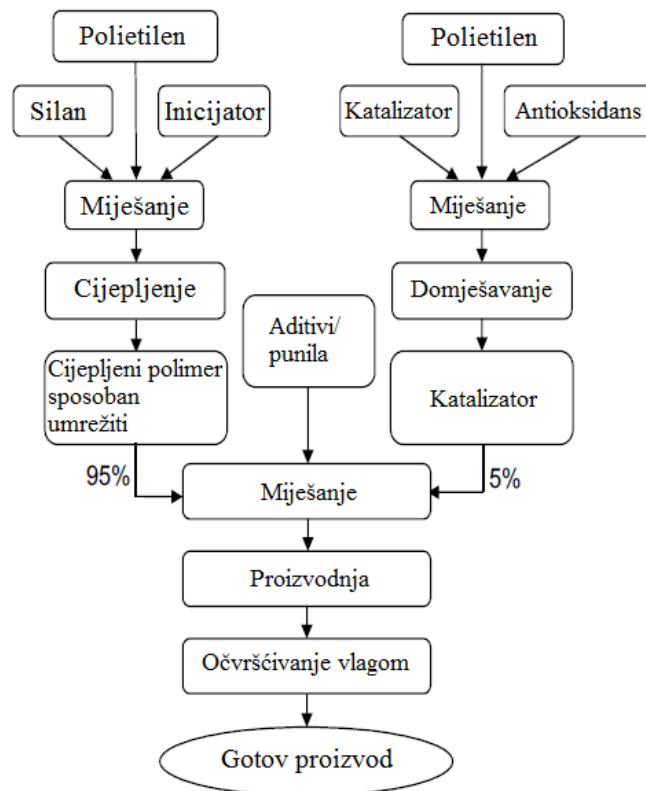 Polietilen
Polietilen
Silan
Inicijator
Katalizator
Antioksidans
Miješanje
Miješanje
Cijepljenje
Domješavanje
Aditivi/
punila
Cijepljeni polimer
sposoban
umrežiti
Katalizator
95%
5%
Miješanje
Proizvodnja
Očvršćivanje vlagom
Gotov proizvod